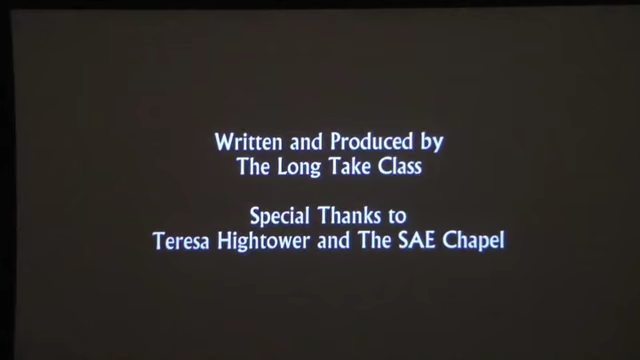 Written and Produced by
The Long Take Class
Special Thanks to
Teresa Hightower and The SAE Chapel